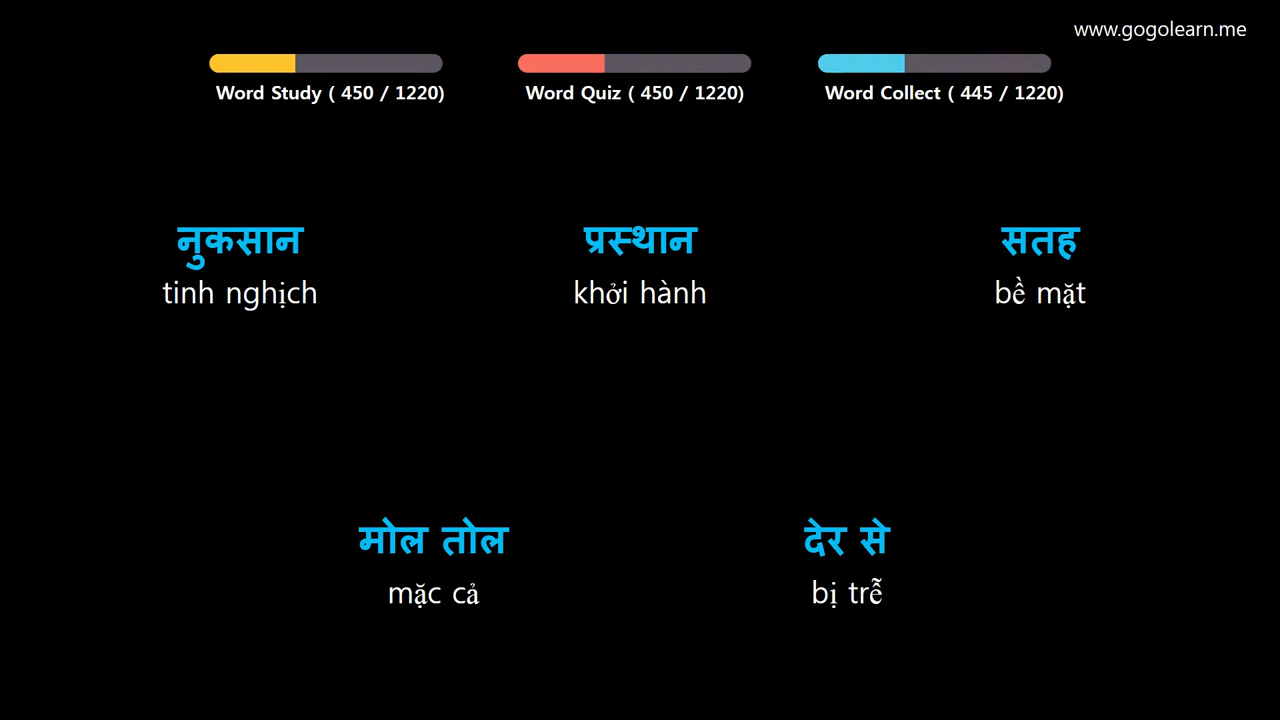 www.gogolearn.me
Word Study ( 450 / 1220)
Word Quiz ( 450 / 1220)
Word Collect ( 445 / 1220)
नुकसान
tinh nghịch
प्रस्थान
khởi hành
सतह
bề mặt
मोल तोल
mặc cả
देर से
bị trễ